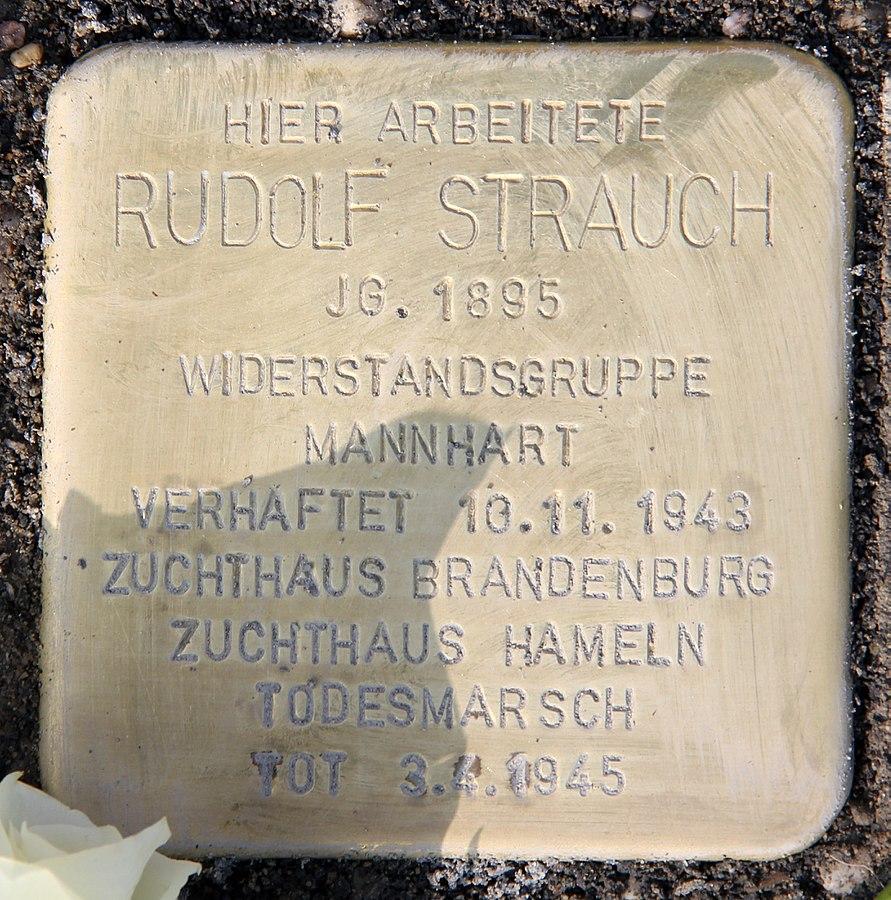 HIER ARBEITETE
RUDOLF STRAUCH
JG. 1895
WIDERSTANDSGRUPPE
MANNHART
VERHAFTET 10.11.1943
ZUCHTHAUS BRANDENBURG
ZUCHTHAUS HAMELN
TODESMARSCH
TOT 3.4.1945